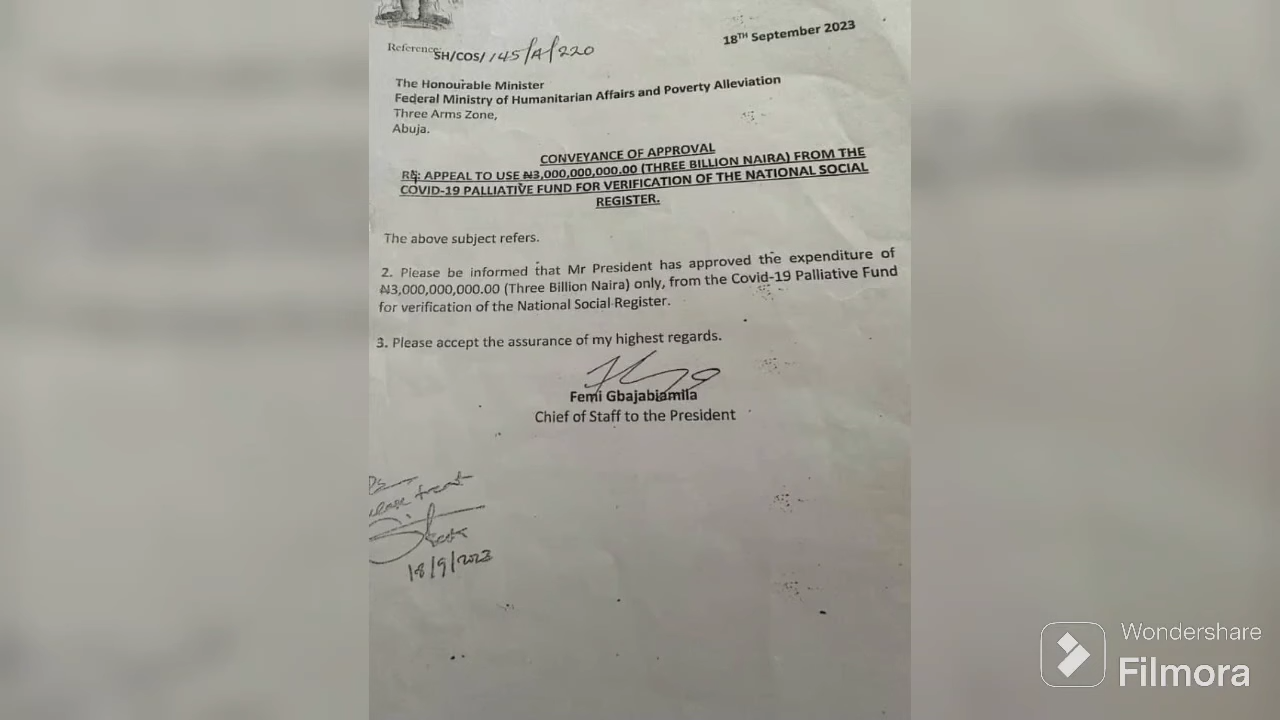 18TH September 2023
Reference SH/COS/145/A/220
The Honourable Minister
Federal Ministry of Humanitarian Affairs and Poverty Alleviation
Three Arms Zone,
Abuja.
CONVEYANCE OF APPROVAL
RE: APPEAL TO USE ₦3,000,000,000.00 (THREE BILLION NAIRA) FROM THE
COVID-19 PALLIATIVE FUND FOR VERIFICATION OF THE NATIONAL SOCIAL
REGISTER.
The above subject refers.
2. Please be informed that Mr President has approved the expenditure of
₦3,000,000,000.00 (Three Billion Naira) only, from the Covid-19 Palliative Fund
for verification of the National Social Register.
3. Please accept the assurance of my highest regards.
Femi Gbajabiamila
Chief of Staff to the President
treat
18/9/2023
Wondershare
Filmora